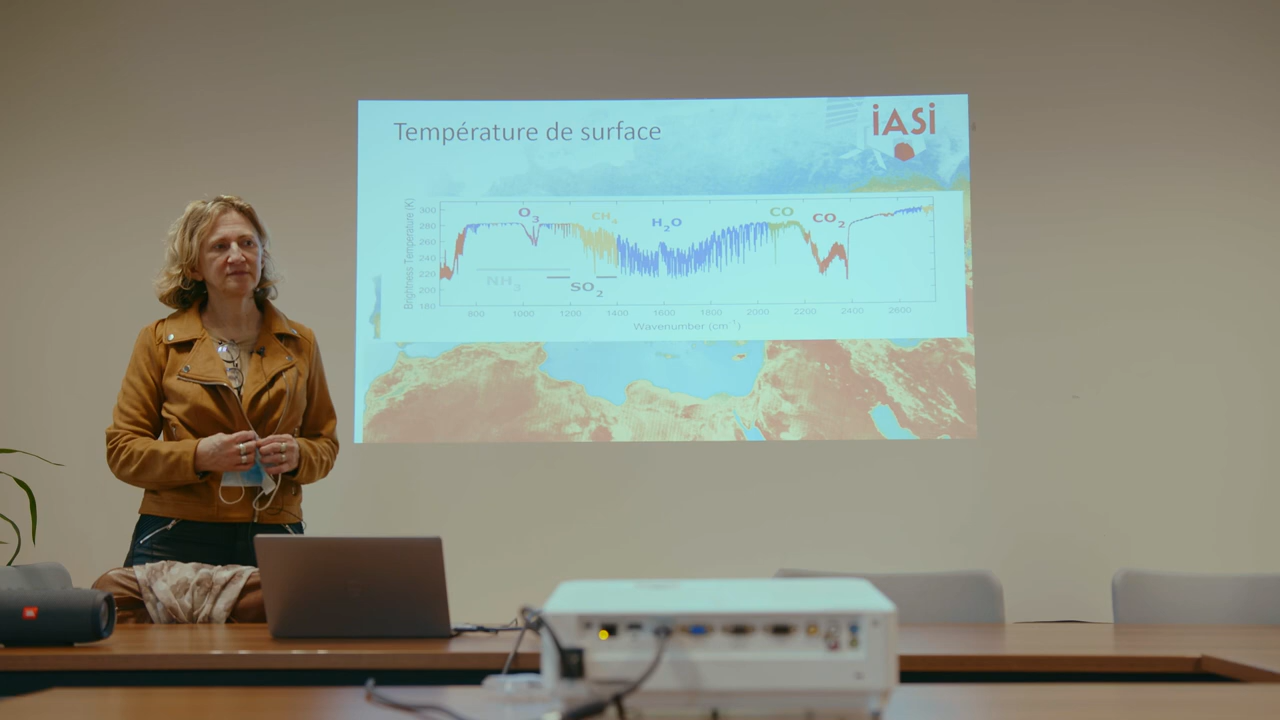 Température de surface
iASi
O3
CH4
H2O
CO
CO2
NH3
SO2
Brightness Temperature (K)
300
280
260
240
220
200
180
800 1000 1200 1400 1600 1800 2000 2200 2400 2600
Wavenumber (cm-1)
JBL